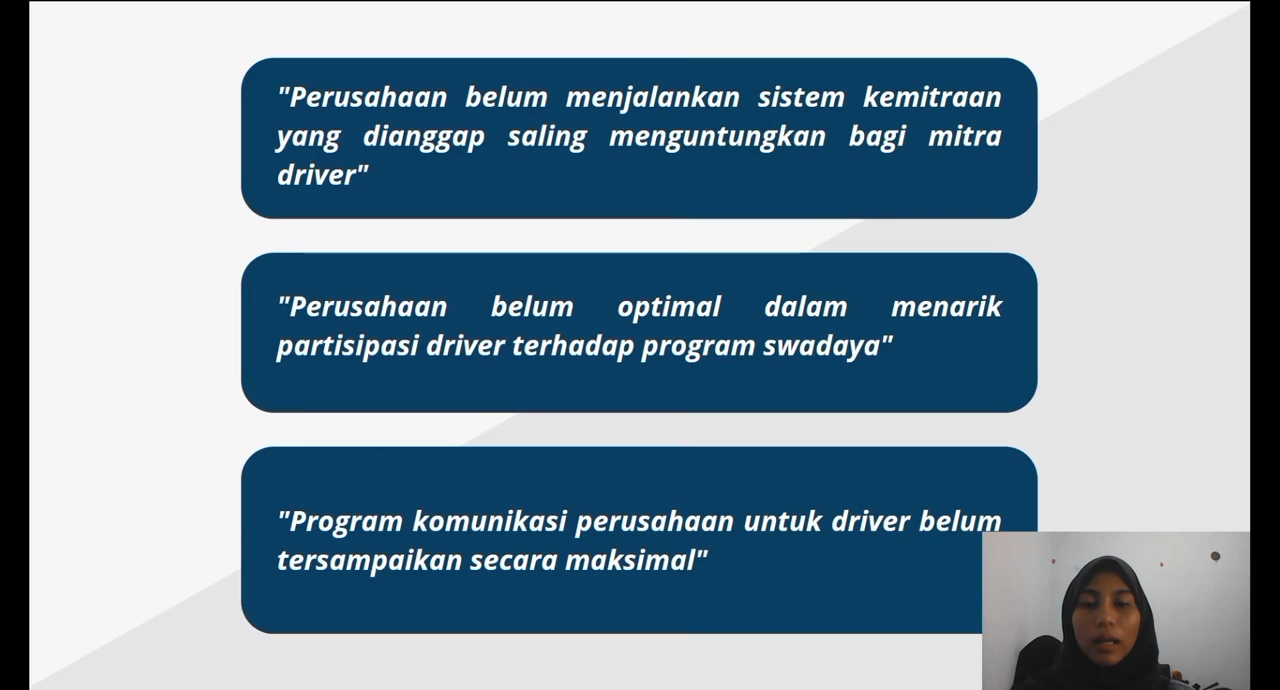 "Perusahaan belum menjalankan sistem kemitraan
yang dianggap saling menguntungkan bagi mitra
driver"
"Perusahaan belum optimal dalam menarik
partisipasi driver terhadap program swadaya"
"Program komunikasi perusahaan untuk driver belum
tersampaikan secara maksimal"